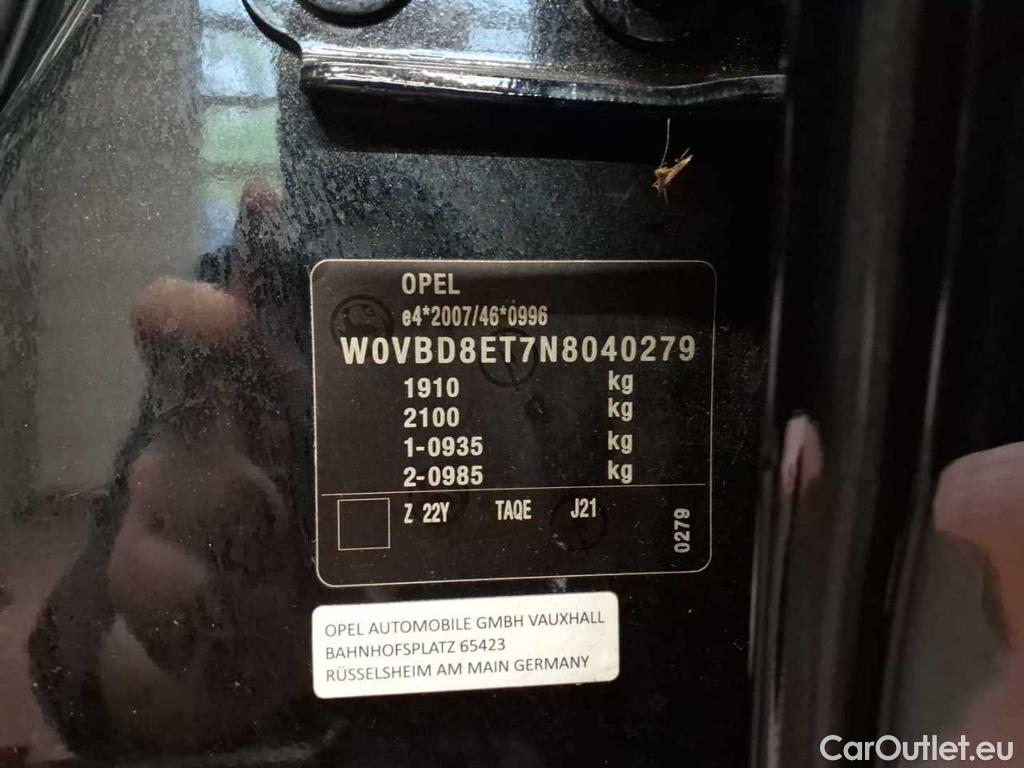 OPEL
e4*2007/46*0996
W0VBD8ET7N8040279
1910 kg
2100 kg
1-0935 kg
2-0985 kg
Z 22Y TAQE J21
0279
OPEL AUTOMOBILE GMBH VAUXHALL
BAHNHOFSPLATZ 65423
RÜSSELSHEIM AM MAIN GERMANY
CarOutlet.eu